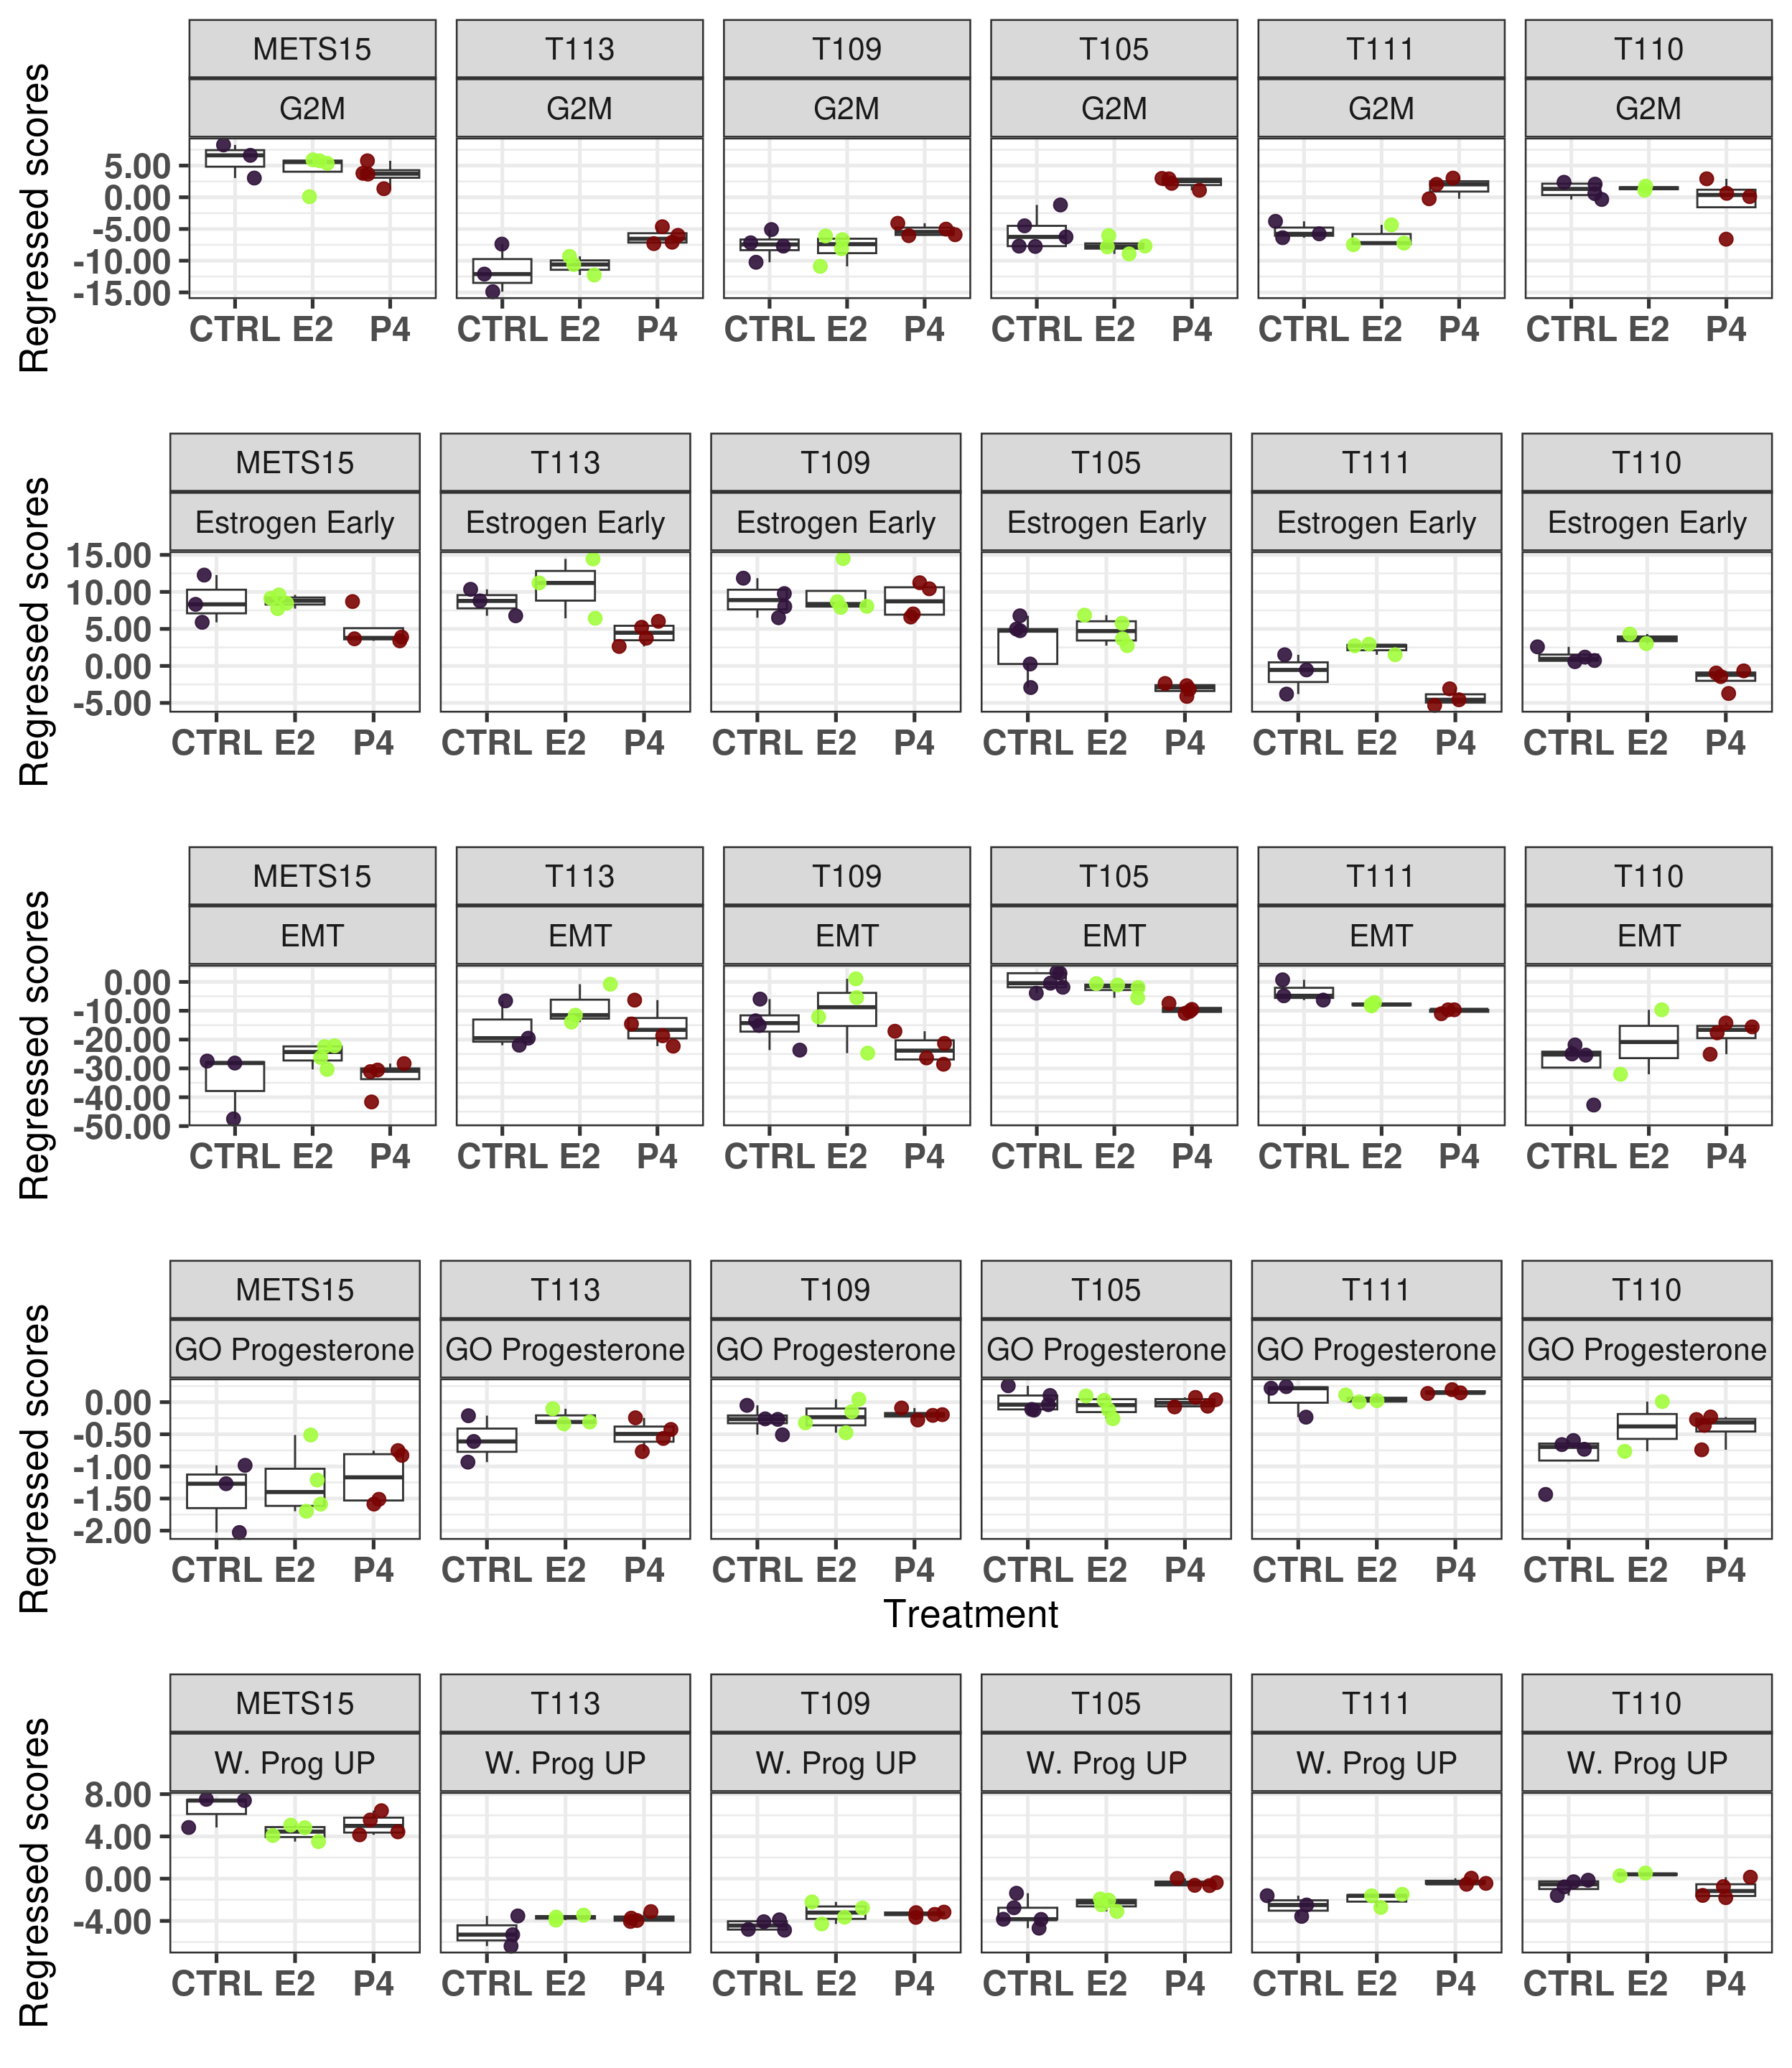 METS15 T113 T109 T105 T111 T110
G2M G2M G2M G2M G2M G2M
Regressed scores
5.00
0.00
-5.00
-10.00
-15.00
CTRL E2 P4 CTRL E2 P4 CTRL E2 P4 CTRL E2 P4 CTRL E2 P4 CTRL E2 P4
METS15 T113 T109 T105 T111 T110
Estrogen Early Estrogen Early Estrogen Early Estrogen Early Estrogen Early Estrogen Early
Regressed scores
15.00
10.00
5.00
0.00
-5.00
CTRL E2 P4 CTRL E2 P4 CTRL E2 P4 CTRL E2 P4 CTRL E2 P4 CTRL E2 P4
METS15 T113 T109 T105 T111 T110
EMT EMT EMT EMT EMT EMT
Regressed scores
0.00
-10.00
-20.00
-30.00
-40.00
-50.00
CTRL E2 P4 CTRL E2 P4 CTRL E2 P4 CTRL E2 P4 CTRL E2 P4 CTRL E2 P4
METS15 T113 T109 T105 T111 T110
GO Progesterone GO Progesterone GO Progesterone GO Progesterone GO Progesterone GO Progesterone
Regressed scores
0.00
-0.50
-1.00
-1.50
-2.00
CTRL E2 P4 CTRL E2 P4 CTRL E2 P4 CTRL E2 P4 CTRL E2 P4 CTRL E2 P4
Treatment
METS15 T113 T109 T105 T111 T110
W. Prog UP W. Prog UP W. Prog UP W. Prog UP W. Prog UP W. Prog UP
Regressed scores
8.00
4.00
0.00
-4.00
CTRL E2 P4 CTRL E2 P4 CTRL E2 P4 CTRL E2 P4 CTRL E2 P4 CTRL E2 P4